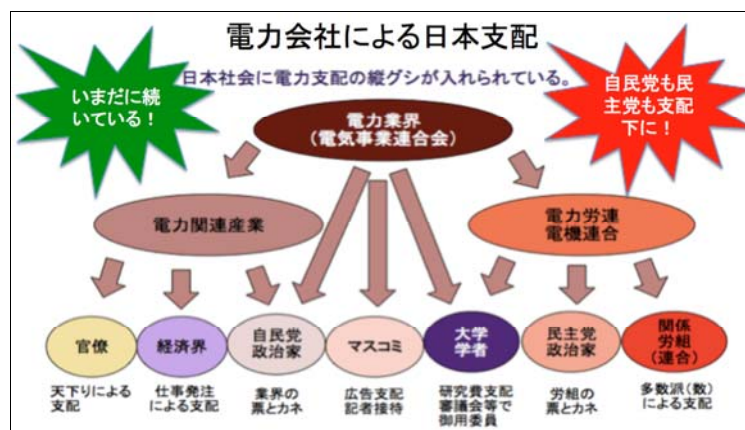 電力会社による日本支配
日本社会に電力支配の縦グシが入れられている。
いまだに続
いている！
自民党も民
主党も支配
下に！
電力業界
（電気事業連合会）
電力関連産業
電力労連
電機連合
官僚
経済界
自民党
政治家
マスコミ
大学
学者
民主党
政治家
関係
労組
（連合）
天下りによる
支配
仕事発注
による支配
業界の
票とカネ
広告支配
記者接待
研究費支配
審議会等で
御用委員
労組の
票とカネ
多数派（数）
による支配